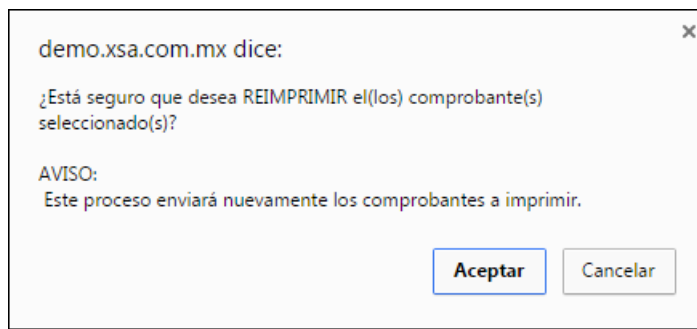 demo.xsa.com.mx dice:
¿Está seguro que desea REIMPRIMIR el(los) comprobante(s)
seleccionado(s)?
AVISO:
Este proceso enviará nuevamente los comprobantes a imprimir.
Aceptar
Cancelar